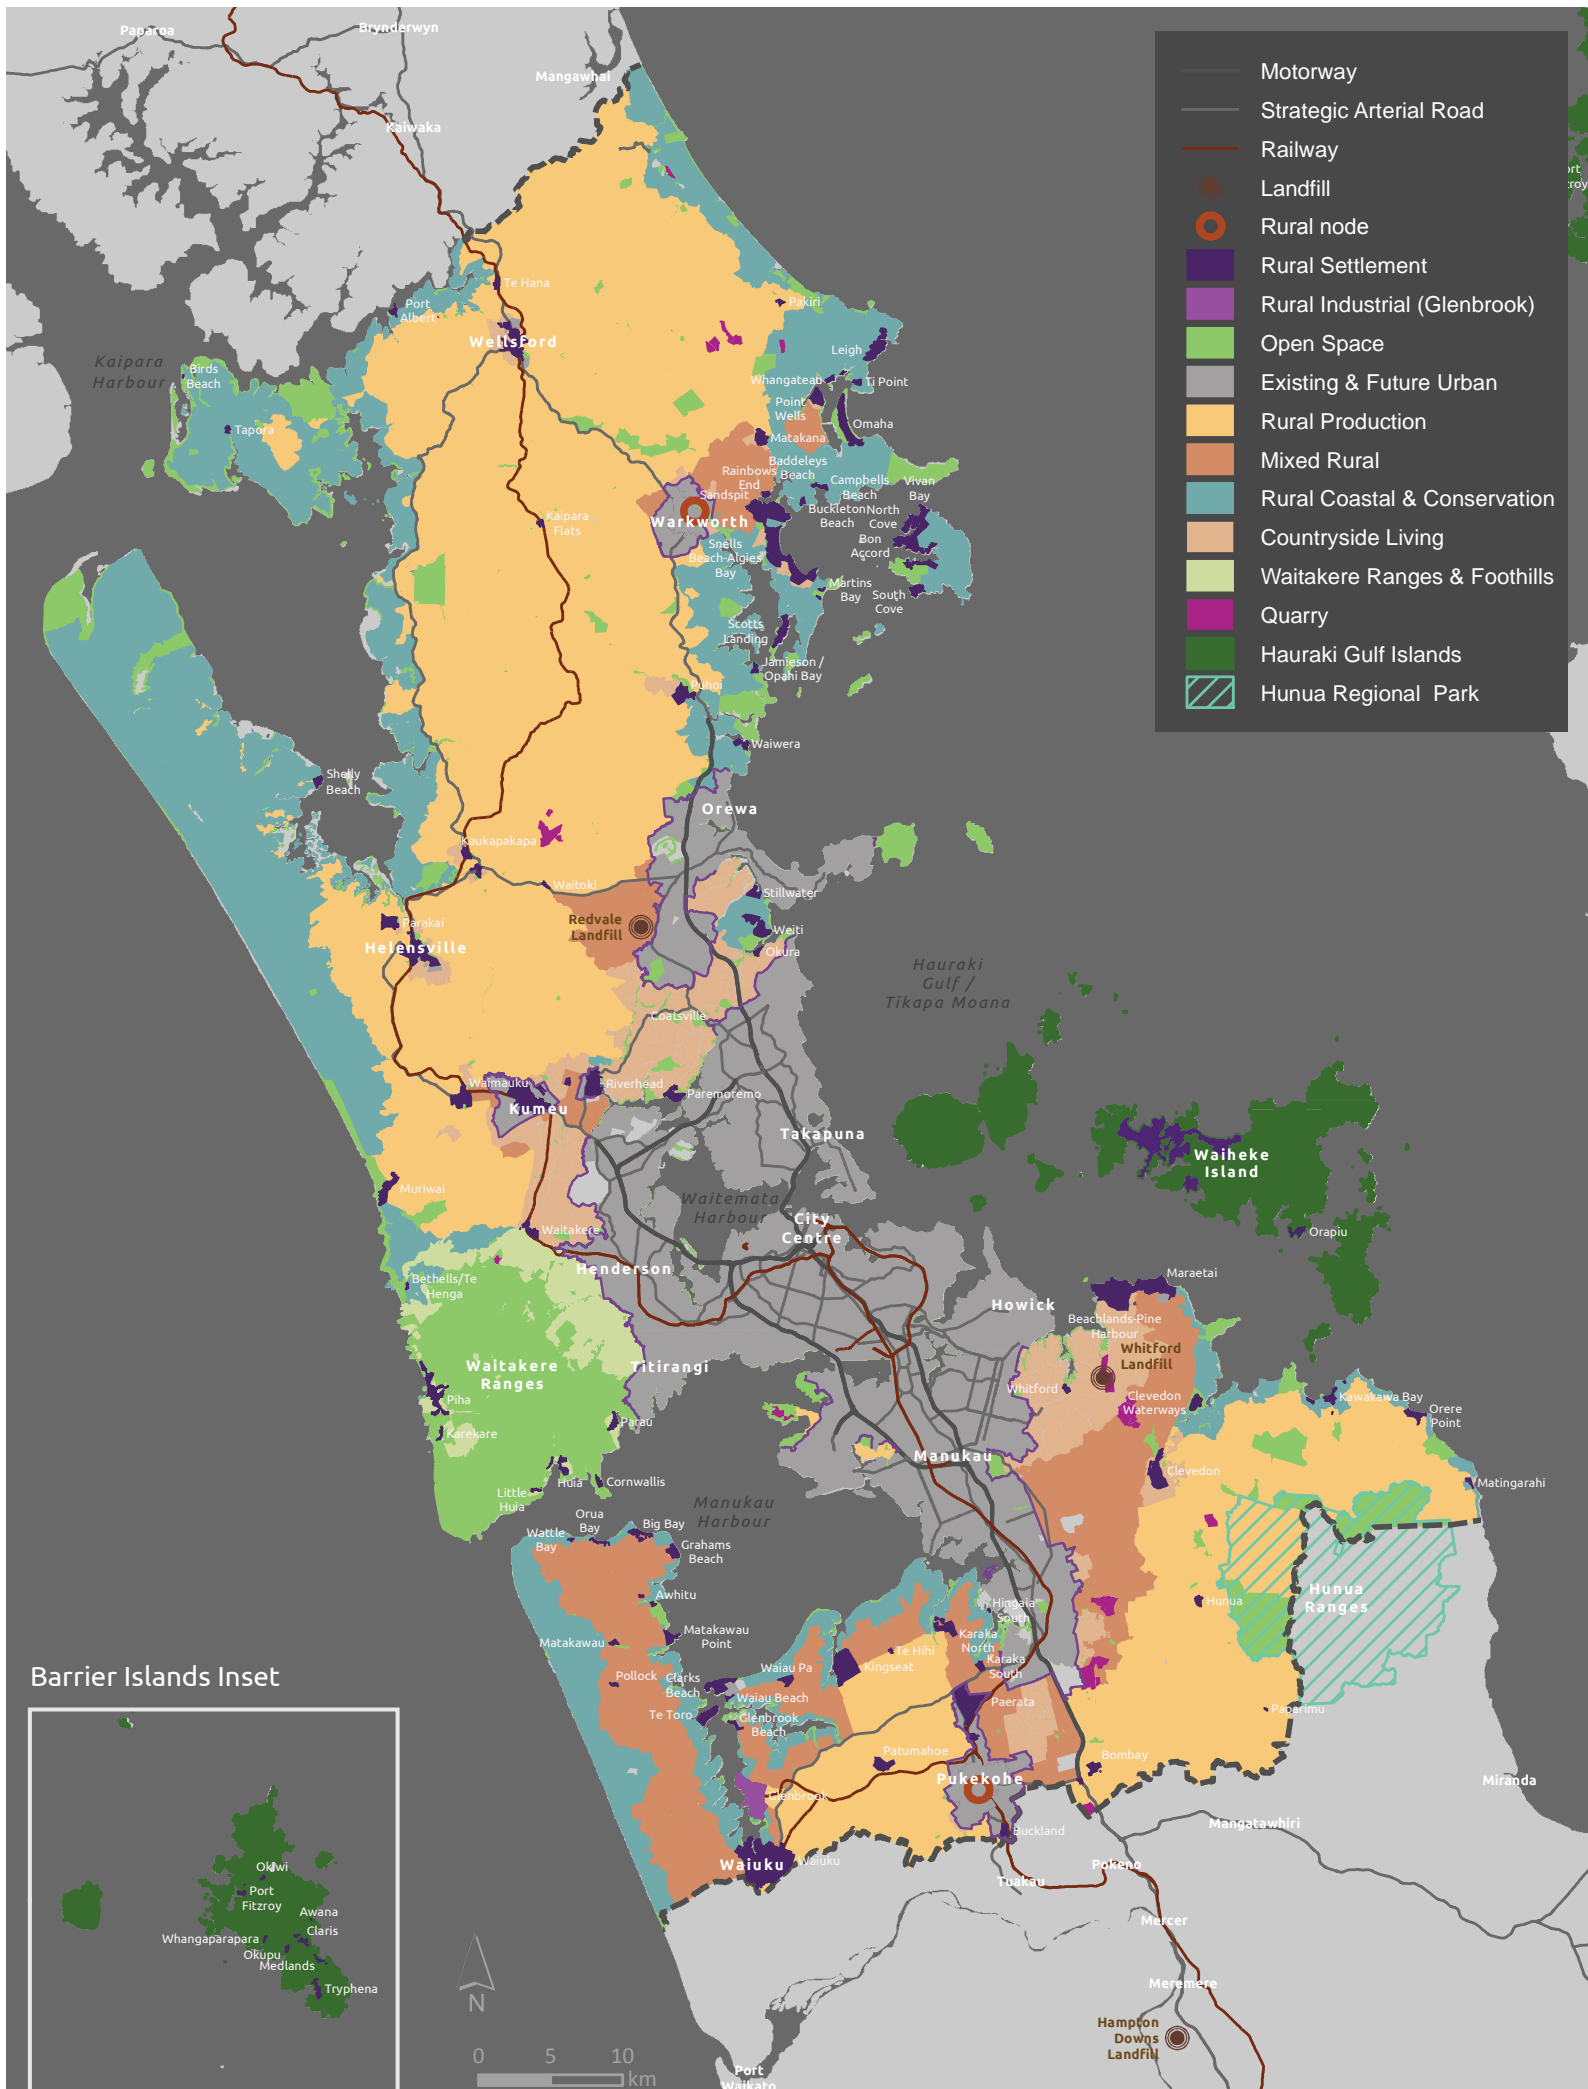 Paparoa
Brynderwyn
Mangawhai
Kaiwaka
Motorway
Strategic Arterial Road
Railway
Landfill
Rural node
Rural Settlement
Rural Industrial (Glenbrook)
Open Space
Existing & Future Urban
Rural Production
Mixed Rural
Rural Coastal & Conservation
Countryside Living
Waitakere Ranges & Foothills
Quarry
Hauraki Gulf Islands
Hunua Regional Park
Te Hana
Port
Albert
Pakiri
Wellsford
Leigh
Kaipara
Harbour
Birds
Beach
Whangateau
Ti Point
Point
Wells
Omaha
Tapora
Matakana
Baddeleys
Beach
Rainbows
End
Campbells
Beach
Vivan
Bay
Sandspit
Buckleton
Beach
North
Cove
Kaipara
Flats
Warkworth
Bon
Accord
Snells
Beach-Algies
Bay
Martins
Bay
South
Cove
Scotts
Landing
Jamieson /
Opahi Bay
Puhoi
Waiwera
Shelly
Beach
Orewa
Kaukapakapa
Waitoki
Stillwater
Redvale
Landfill
Parakai
Weiti
Helensville
Okura
Hauraki
Gulf /
Tīkapa Moana
Coatsville
Waimauku
Riverhead
Paremoremo
Kumeu
Takapuna
Waiheke
Island
Muriwai
Waitemata
Harbour
City
Centre
Waitakere
Orapiu
Henderson
Bethells/Te
Henga
Maraetai
Howick
Beachlands-Pine
Harbour
Whitford
Landfill
Waitakere
Ranges
Titirangi
Whitford
Clevedon
Waterways
Kawakawa Bay
Piha
Orere
Point
Parau
Karekare
Manukau
Clevedon
Huia
Cornwallis
Matingarahi
Little
Huia
Manukau
Harbour
Orua
Bay
Big Bay
Wattle
Bay
Grahams
Beach
Awhitu
Hunua
Ranges
Hunua
Hingaia
South
Matakawau
Matakawau
Point
Karaka
North
Te Hihi
Kingseat
Karaka
South
Pollock
Clarks
Beach
Waiau Pa
Waiau Beach
Paerata
Te Toro
Glenbrook
Beach
Paparimu
Patumahoe
Bombay
Pukekohe
Miranda
Glenbrook
Mangatawhiri
Buckland
Waiuku
Waiuku
Pokeno
Tuakau
Mercer
Meremere
Hampton
Downs
Landfill
Port
Waikato
Barrier Islands Inset
Okiwi
Port
Fitzroy
Awana
Claris
Whangaparapara
Okupu
Medlands
Tryphena
N
0 5 10
km